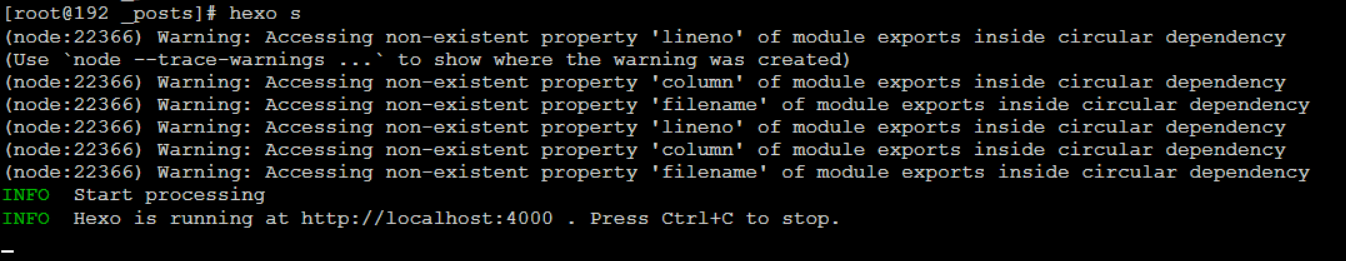 [root@192 _posts]# hexo s
(node:22366) Warning: Accessing non-existent property 'lineno' of module exports inside circular dependency
(Use `node --trace-warnings ...` to show where the warning was created)
(node:22366) Warning: Accessing non-existent property 'column' of module exports inside circular dependency
(node:22366) Warning: Accessing non-existent property 'filename' of module exports inside circular dependency
(node:22366) Warning: Accessing non-existent property 'lineno' of module exports inside circular dependency
(node:22366) Warning: Accessing non-existent property 'column' of module exports inside circular dependency
(node:22366) Warning: Accessing non-existent property 'filename' of module exports inside circular dependency
INFO  Start processing
INFO  Hexo is running at http://localhost:4000 . Press Ctrl+C to stop.